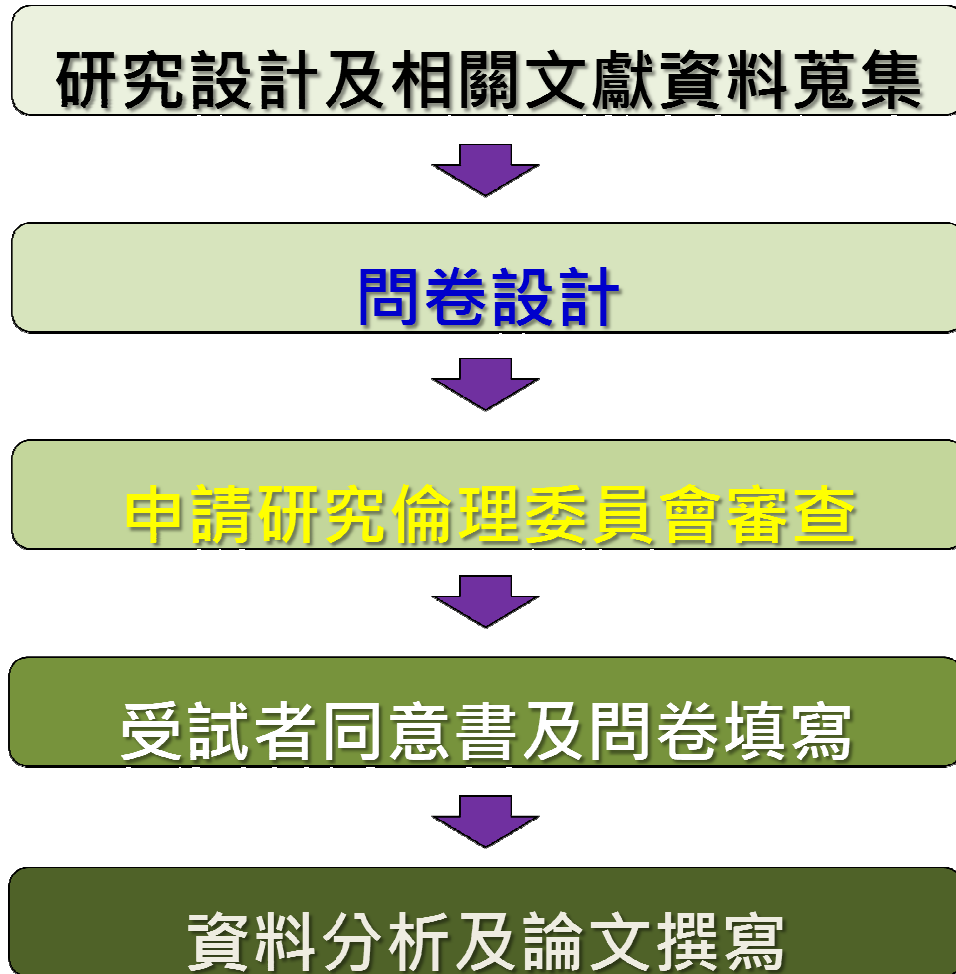 研究設計及相關文獻資料蒐集
問卷設計
申請研究倫理委員會審查
受試者同意書及問卷填寫
資料分析及論文撰寫